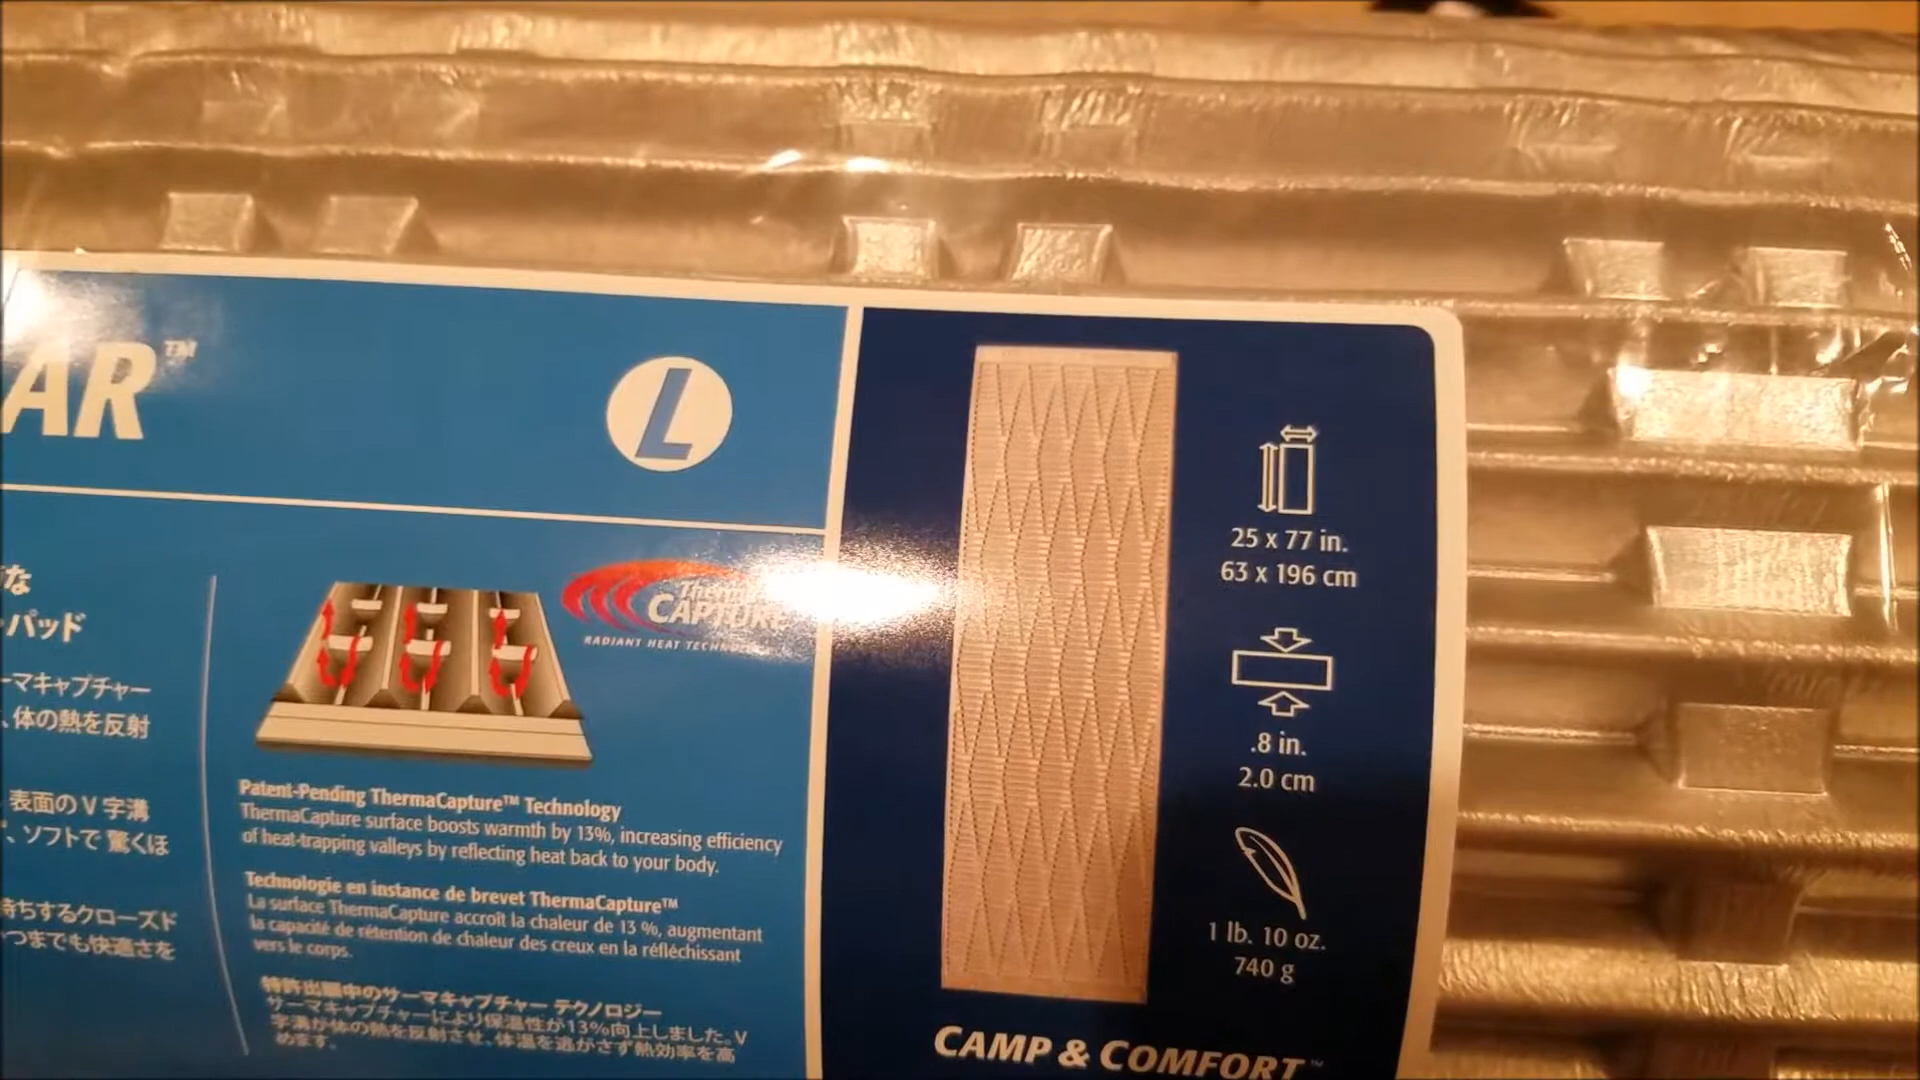 AR™
L
な
パッド
ーマキャプチャー
、体の熱を反射
表面のV字溝
、ソフトで驚くほ
持ちするクローズド
つまでも快適さを
CAPTURE
RADIANT HEAT
Patent-Pending ThermaCapture™ Technology
ThermaCapture surface boosts warmth by 13%, increasing efficiency
of heat-trapping valleys by reflecting heat back to your body.
Technologie en instance de brevet ThermaCapture™
La surface ThermaCapture accroît la chaleur de 13 %, augmentant
la capacité de rétention de chaleur des creux en la réfléchissant
vers le corps.
特許出願中のサーマキャプチャー テクノロジー
サーマキャプチャーにより保温性が13%向上しました。V
字溝が体の熱を反射させ、体温を逃がさず熱効率を高
めます。
25 x 77 in.
63 x 196 cm
.8 in.
2.0 cm
1 lb. 10 oz.
740 g
CAMP & COMFORT™